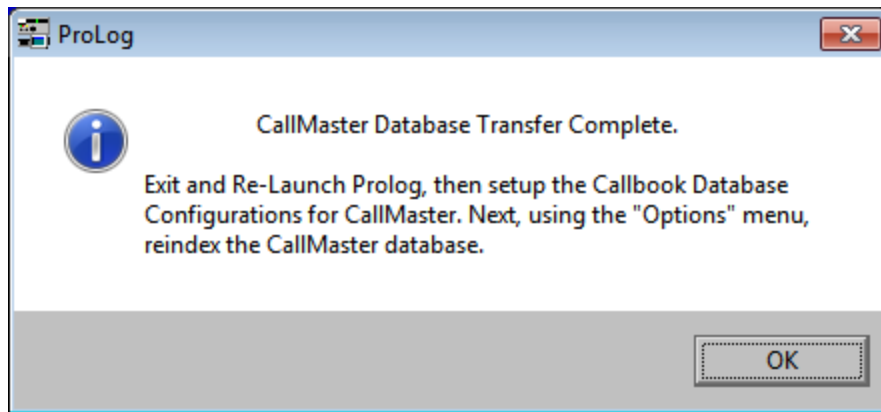 ProLog
CallMaster Database Transfer Complete.
Exit and Re-Launch Prolog, then setup the Callbook Database
Configurations for CallMaster. Next, using the "Options" menu,
reindex the CallMaster database.
OK